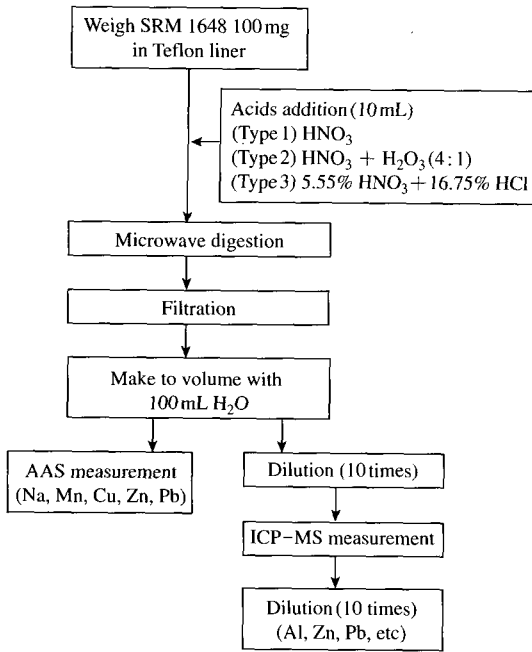 Weigh SRM 1648 100 mg
in Teflon liner
Acids addition (10 mL)
(Type 1) HNO₃
(Type 2) HNO₃ + H₂O₃ (4 : 1)
(Type 3) 5.55% HNO₃ + 16.75% HCl
Microwave digestion
Filtration
Make to volume with
100 mL H₂O
AAS measurement
(Na, Mn, Cu, Zn, Pb)
Dilution (10 times)
ICP-MS measurement
Dilution (10 times)
(Al, Zn, Pb, etc)